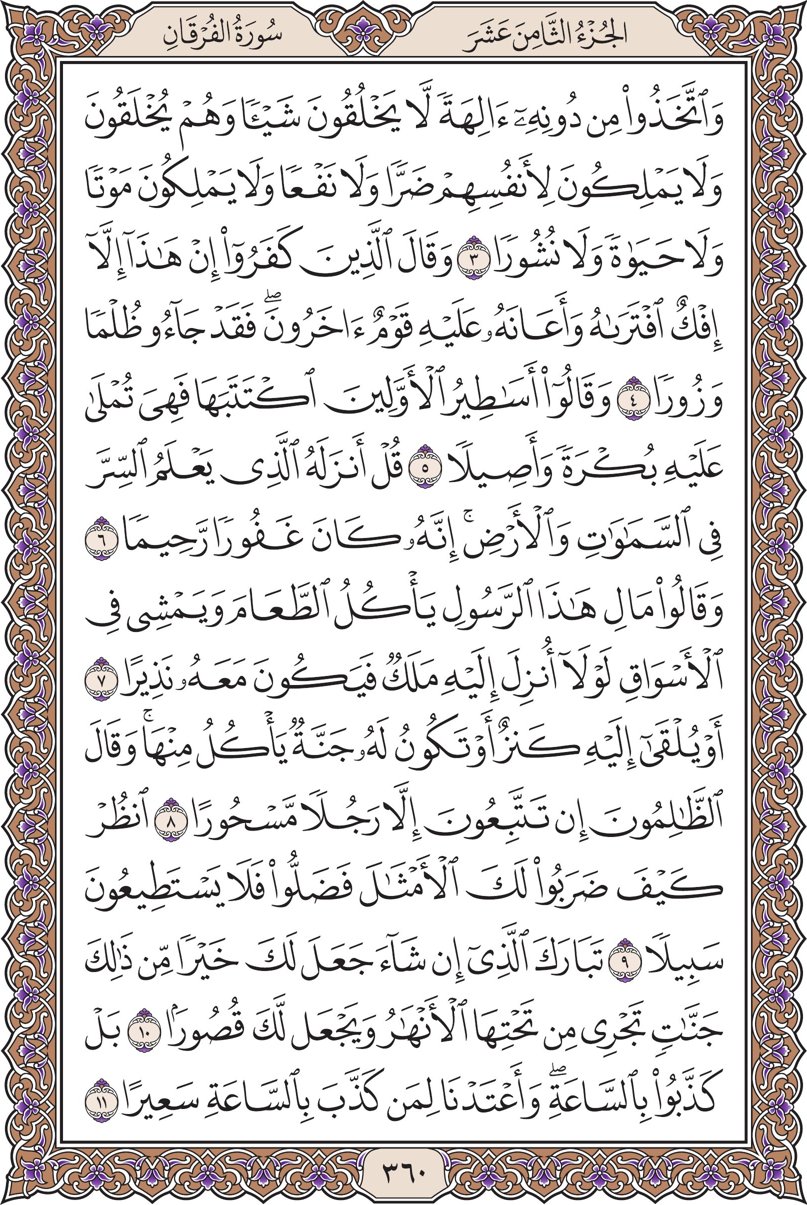 الجُزْءُ الثَّامِنَ عَشَرَ
سُورَةُ الفُرْقَانِ
وَٱتَّخَذُواْ مِن دُونِهِۦٓ ءَالِهَةٗ لَّا يَخۡلُقُونَ شَيۡـٔٗا وَهُمۡ يُخۡلَقُونَ
وَلَا يَمۡلِكُونَ لِأَنفُسِهِمۡ ضَرّٗا وَلَا نَفۡعٗا وَلَا يَمۡلِكُونَ مَوۡتٗا
وَلَا حَيَوٰةٗ وَلَا نُشُورٗا ٣ وَقَالَ ٱلَّذِينَ كَفَرُوٓاْ إِنۡ هَٰذَآ إِلَّآ
إِفۡكٌ ٱفۡتَرَىٰهُ وَأَعَانَهُۥ عَلَيۡهِ قَوۡمٌ ءَاخَرُونَۖ فَقَدۡ جَآءُو ظُلۡمٗا
وَزُورٗا ٤ وَقَالُوٓاْ أَسَٰطِيرُ ٱلۡأَوَّلِينَ ٱكۡتَتَبَهَا فَهِيَ تُمۡلَىٰ
عَلَيۡهِ بُكۡرَةٗ وَأَصِيلٗا ٥ قُلۡ أَنزَلَهُ ٱلَّذِي يَعۡلَمُ ٱلسِّرَّ
فِي ٱلسَّمَٰوَٰتِ وَٱلۡأَرۡضِۚ إِنَّهُۥ كَانَ غَفُورٗا رَّحِيمٗا ٦
وَقَالُواْ مَالِ هَٰذَا ٱلرَّسُولِ يَأۡكُلُ ٱلطَّعَامَ وَيَمۡشِي فِي
ٱلۡأَسۡوَاقِ لَوۡلَآ أُنزِلَ إِلَيۡهِ مَلَكٞ فَيَكُونَ مَعَهُۥ نَذِيرًا ٧
أَوۡ يُلۡقَىٰٓ إِلَيۡهِ كَنزٌ أَوۡ تَكُونُ لَهُۥ جَنَّةٞ يَأۡكُلُ مِنۡهَاۚ وَقَالَ
ٱلظَّٰلِمُونَ إِن تَتَّبِعُونَ إِلَّا رَجُلٗا مَّسۡحُورًا ٨ ٱنظُرۡ
كَيۡفَ ضَرَبُواْ لَكَ ٱلۡأَمۡثَٰلَ فَضَلُّواْ فَلَا يَسۡتَطِيعُونَ
سَبِيلٗا ٩ تَبَارَكَ ٱلَّذِيٓ إِن شَآءَ جَعَلَ لَكَ خَيۡرٗا مِّن ذَٰلِكَ
جَنَّٰتٖ تَجۡرِي مِن تَحۡتِهَا ٱلۡأَنۡهَٰرُ وَيَجۡعَل لَّكَ قُصُورَۢا ١٠ بَلۡ
كَذَّبُواْ بِٱلسَّاعَةِۖ وَأَعۡتَدۡنَا لِمَن كَذَّبَ بِٱلسَّاعَةِ سَعِيرًا ١١
٣٦٠